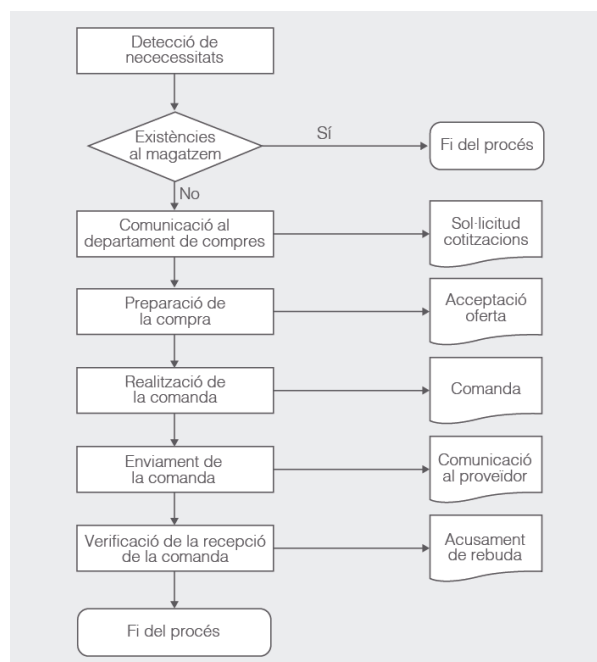 Detecció de
nececessitats
Existències
al magatzem
Sí
Fi del procés
No
Comunicació al
departament de compres
Sol·licitud
cotitzacions
Preparació de
la compra
Acceptació
oferta
Realització de
la comanda
Comanda
Enviament de
la comanda
Comunicació
al proveïdor
Verificació de la recepció
de la comanda
Acusament
de rebuda
Fi del procés